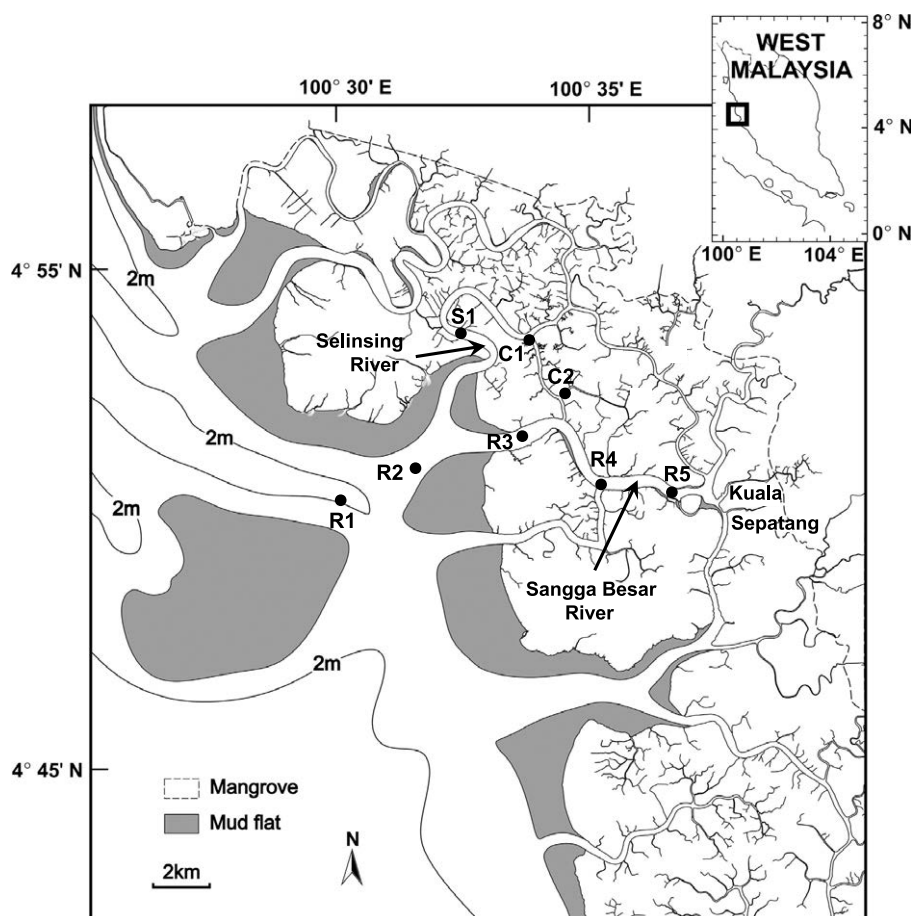 WEST
MALAYSIA
8° N
4° N
0° N
100° E
104° E
100° 30' E
100° 35' E
4° 55' N
4° 45' N
2m
2m
2m
2m
S1
Selinsing
River
C1
C2
R3
R2
R4
R5
R1
Kuala
Sepatang
Sangga Besar
River
Mangrove
Mud flat
2km
N